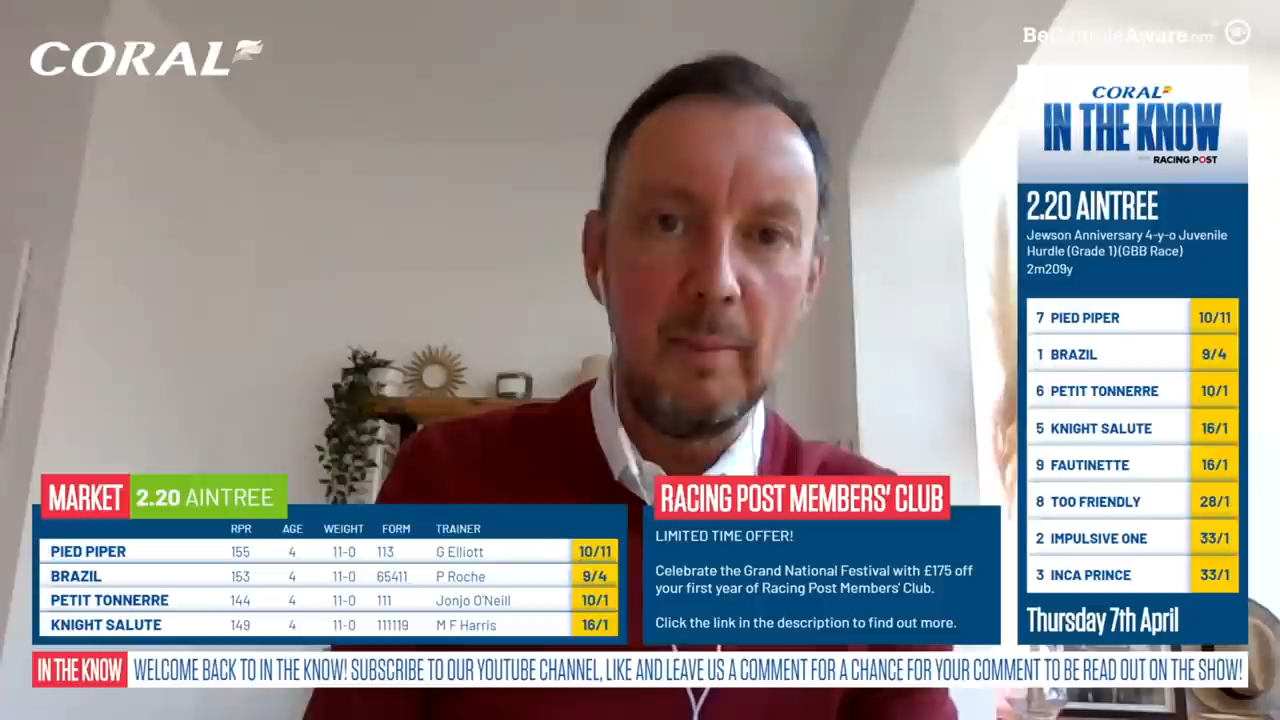 CORAL
BeGambleAware.org 18+
CORAL
IN THE KNOW
RACING POST
2.20 AINTREE
Jewson Anniversary 4-y-o Juvenile
Hurdle (Grade 1)(GBB Race)
2m209y
7 PIED PIPER 10/11
1 BRAZIL 9/4
6 PETIT TONNERRE 10/1
5 KNIGHT SALUTE 16/1
9 FAUTINETTE 16/1
8 TOO FRIENDLY 28/1
2 IMPULSIVE ONE 33/1
3 INCA PRINCE 33/1
Thursday 7th April
MARKET 2.20 AINTREE
RPR AGE WEIGHT FORM TRAINER
PIED PIPER 155 4 11-0 113 G Elliott 10/11
BRAZIL 153 4 11-0 65411 P Roche 9/4
PETIT TONNERRE 144 4 11-0 111 Jonjo O'Neill 10/1
KNIGHT SALUTE 149 4 11-0 111119 M F Harris 16/1
RACING POST MEMBERS' CLUB
LIMITED TIME OFFER!
Celebrate the Grand National Festival with £175 off
your first year of Racing Post Members' Club.
Click the link in the description to find out more.
IN THE KNOW WELCOME BACK TO IN THE KNOW! SUBSCRIBE TO OUR YOUTUBE CHANNEL, LIKE AND LEAVE US A COMMENT FOR A CHANCE FOR YOUR COMMENT TO BE READ OUT ON THE SHOW!